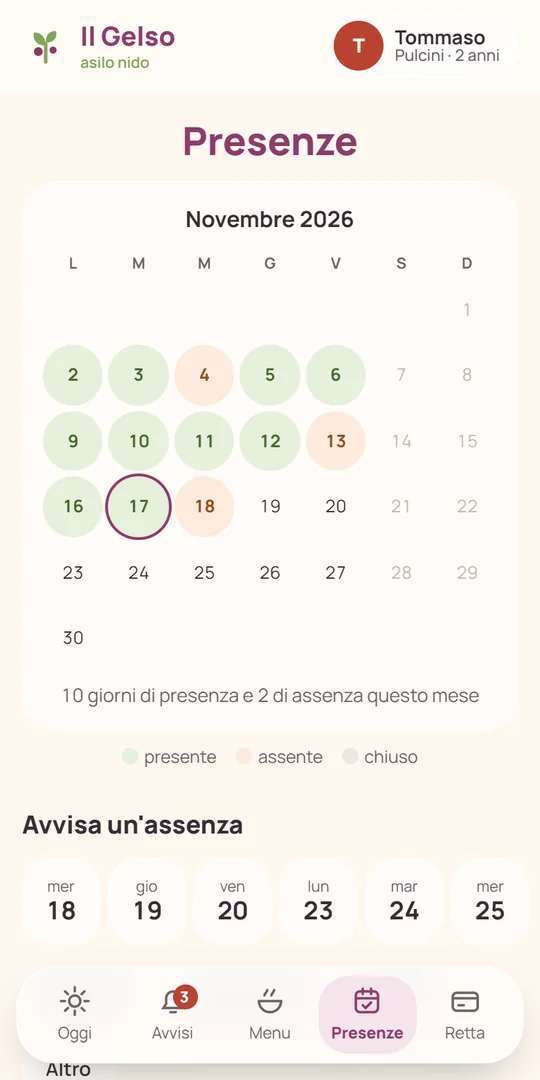 Il Gelso
asilo nido
T
Tommaso
Pulcini · 2 anni
Presenze
Novembre 2026
L M M G V S D
1
2 3 4 5 6 7 8
9 10 11 12 13 14 15
16 17 18 19 20 21 22
23 24 25 26 27 28 29
30
10 giorni di presenza e 2 di assenza questo mese
presente assente chiuso
Avvisa un'assenza
mer gio ven lun mar mer
18 19 20 23 24 25
3
Oggi Avvisi Menu Presenze Retta
Altro